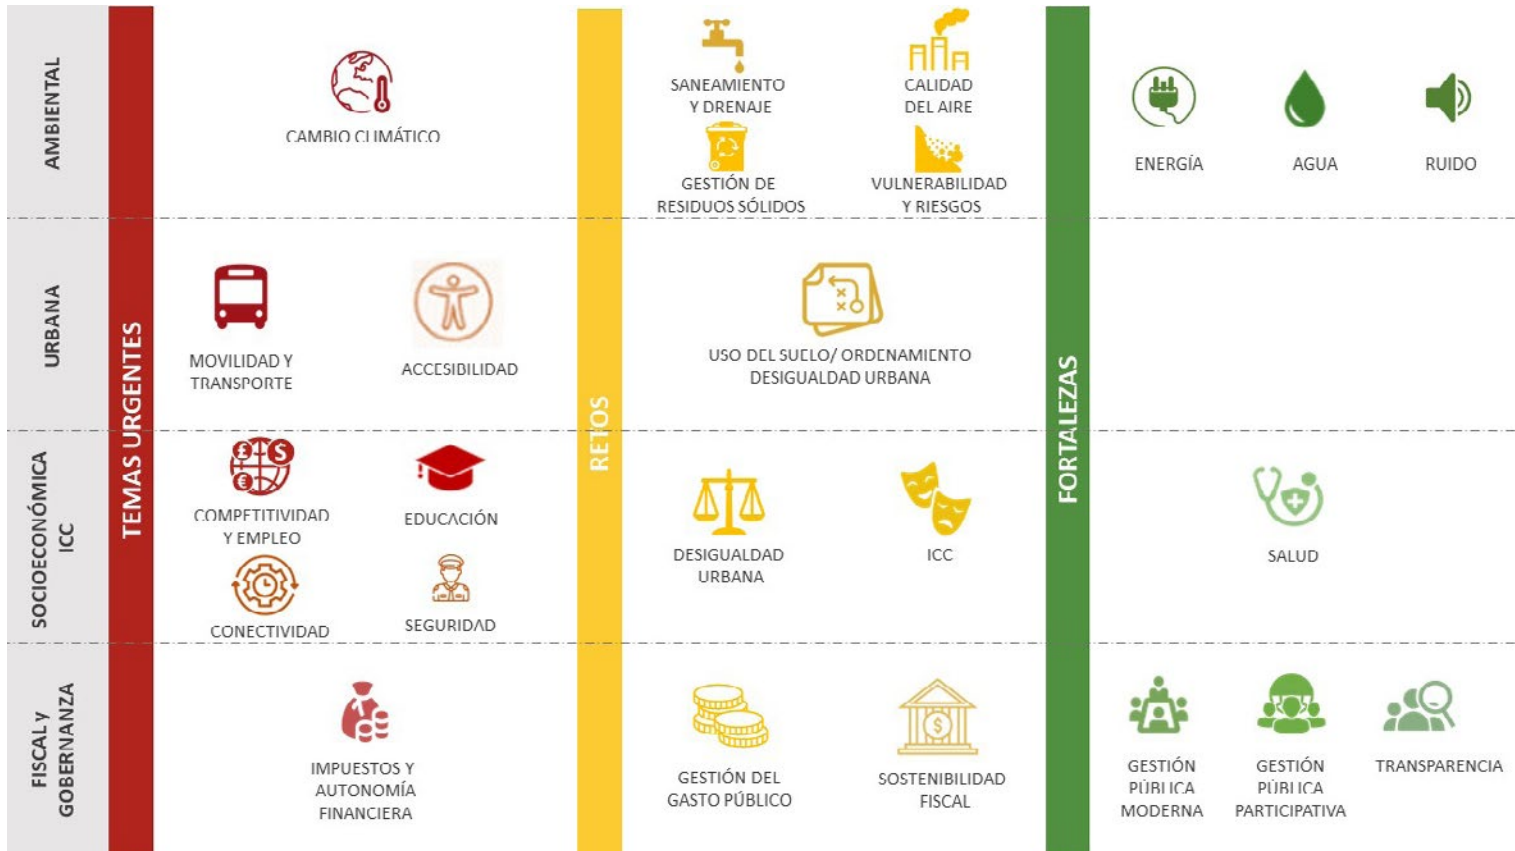 AMBIENTAL
URBANA
SOCIOECONÓMICA
ICC
FISCAL y
GOBERNANZA
TEMAS URGENTES
CAMBIO CLIMÁTICO
MOVILIDAD Y
TRANSPORTE
ACCESIBILIDAD
COMPETITIVIDAD
Y EMPLEO
EDUCACIÓN
CONECTIVIDAD
SEGURIDAD
IMPUESTOS Y
AUTONOMÍA
FINANCIERA
RETOS
SANEAMIENTO
Y DRENAJE
CALIDAD
DEL AIRE
GESTIÓN DE
RESIDUOS SÓLIDOS
VULNERABILIDAD
Y RIESGOS
USO DEL SUELO/ ORDENAMIENTO
DESIGUALDAD URBANA
DESIGUALDAD
URBANA
ICC
GESTIÓN DEL
GASTO PÚBLICO
SOSTENIBILIDAD
FISCAL
FORTALEZAS
ENERGÍA
AGUA
RUIDO
SALUD
GESTIÓN
PÚBLICA
MODERNA
GESTIÓN
PÚBLICA
PARTICIPATIVA
TRANSPARENCIA